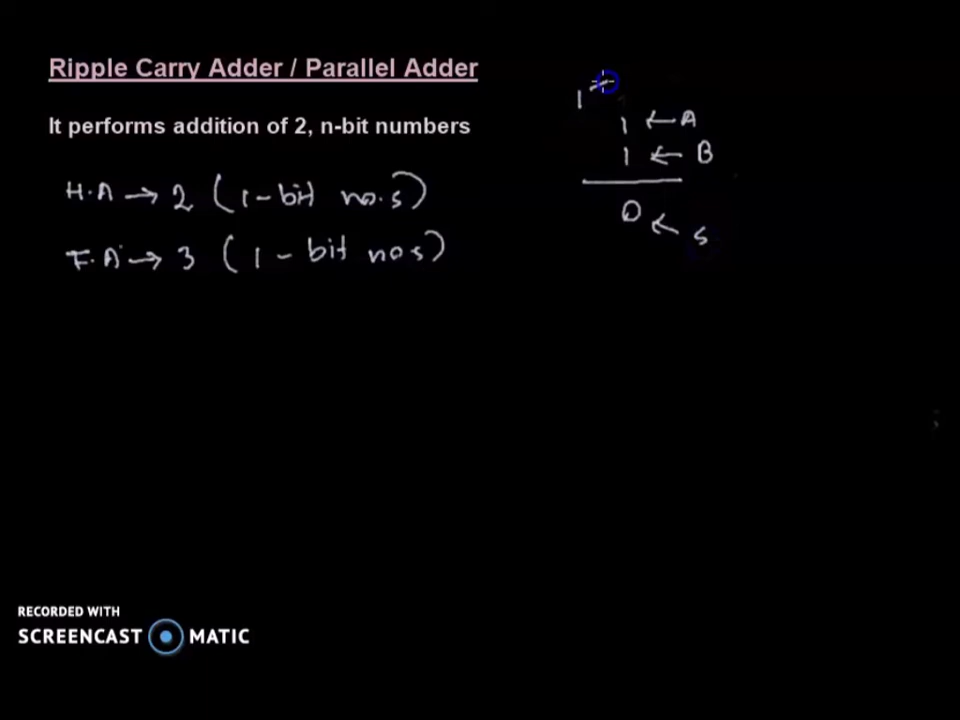 Ripple Carry Adder / Parallel Adder
It performs addition of 2, n-bit numbers
H.A → 2 (1-bit no.s)
F.A → 3 (1-bit nos)
1 ←
1 ← A
1 ← B
0 ← S
RECORDED WITH
SCREENCAST MATIC